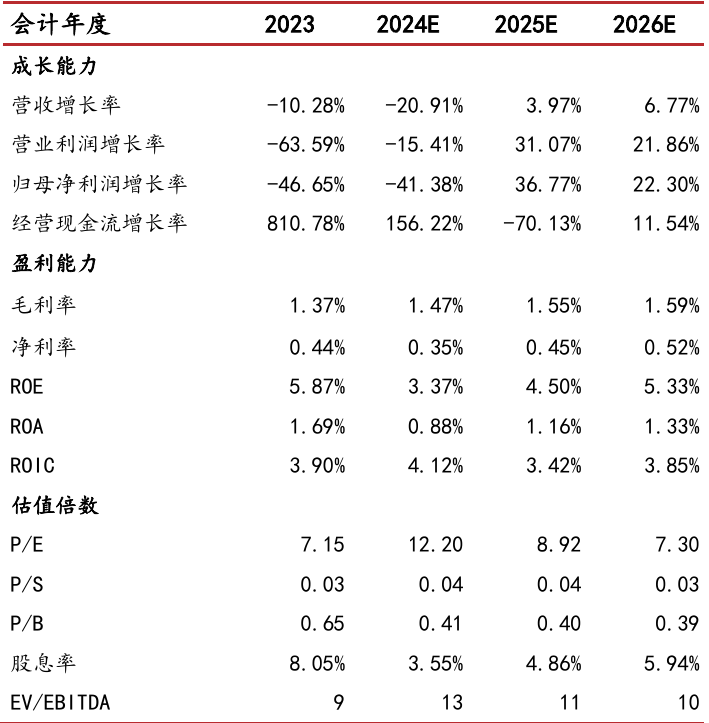 会计年度 2023 2024E 2025E 2026E
成长能力
营收增长率 -10.28% -20.91% 3.97% 6.77%
营业利润增长率 -63.59% -15.41% 31.07% 21.86%
归母净利润增长率 -46.65% -41.38% 36.77% 22.30%
经营现金流增长率 810.78% 156.22% -70.13% 11.54%
盈利能力
毛利率 1.37% 1.47% 1.55% 1.59%
净利率 0.44% 0.35% 0.45% 0.52%
ROE 5.87% 3.37% 4.50% 5.33%
ROA 1.69% 0.88% 1.16% 1.33%
ROIC 3.90% 4.12% 3.42% 3.85%
估值倍数
P/E 7.15 12.20 8.92 7.30
P/S 0.03 0.04 0.04 0.03
P/B 0.65 0.41 0.40 0.39
股息率 8.05% 3.55% 4.86% 5.94%
EV/EBITDA 9 13 11 10